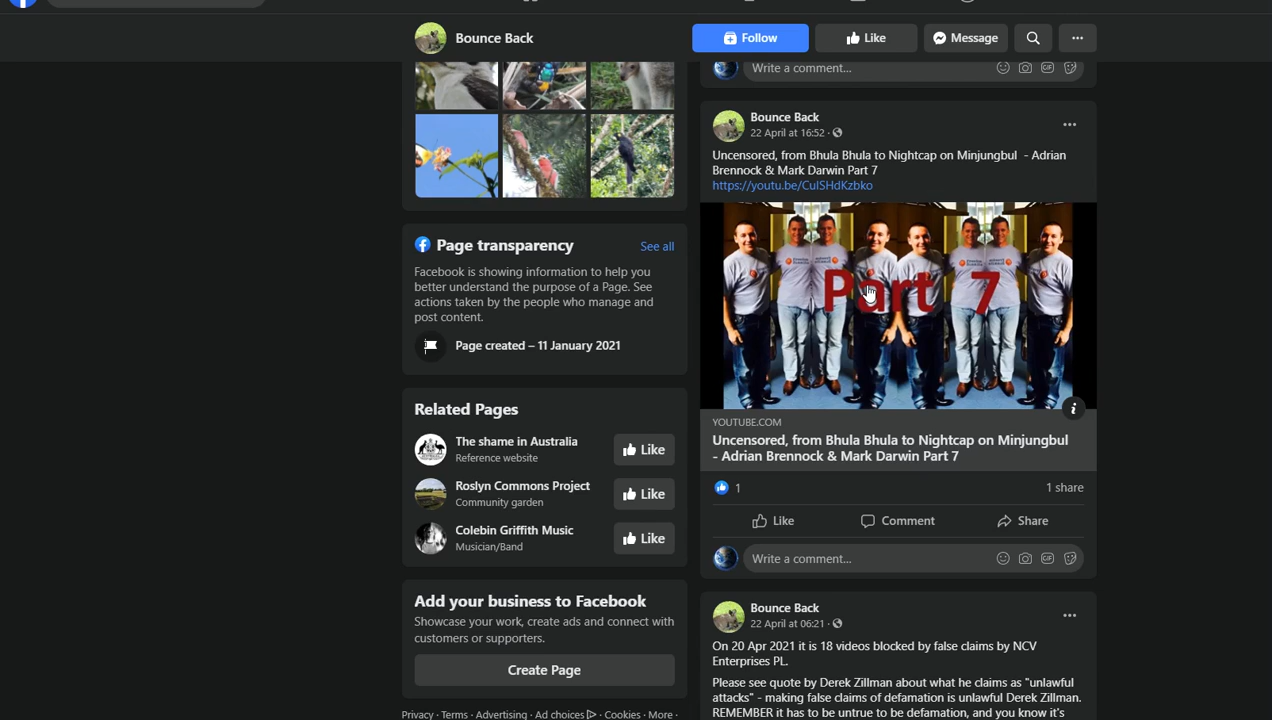 Bounce Back
Follow
Like
Message
Write a comment...
GIF
Bounce Back
22 April at 16:52
Uncensored, from Bhula Bhula to Nightcap on Minjungbul - Adrian
Brennock & Mark Darwin Part 7
https://youtu.be/CulSHdKzbko
Part 7
YOUTUBE.COM
Uncensored, from Bhula Bhula to Nightcap on Minjungbul
- Adrian Brennock & Mark Darwin Part 7
1
1 share
Like
Comment
Share
Write a comment...
GIF
Bounce Back
22 April at 06:21
On 20 Apr 2021 it is 18 videos blocked by false claims by NCV
Enterprises PL.
Please see quote by Derek Zillman about what he claims as "unlawful
attacks" - making false claims of defamation is unlawful Derek Zillman.
REMEMBER it has to be untrue to be defamation, and you know it's
Page transparency
See all
Facebook is showing information to help you
better understand the purpose of a Page. See
actions taken by the people who manage and
post content.
Page created – 11 January 2021
Related Pages
The shame in Australia
Reference website
Like
Roslyn Commons Project
Community garden
Like
Colebin Griffith Music
Musician/Band
Like
Add your business to Facebook
Showcase your work, create ads and connect with
customers or supporters.
Create Page
Privacy · Terms · Advertising · Ad choices · Cookies · More ·